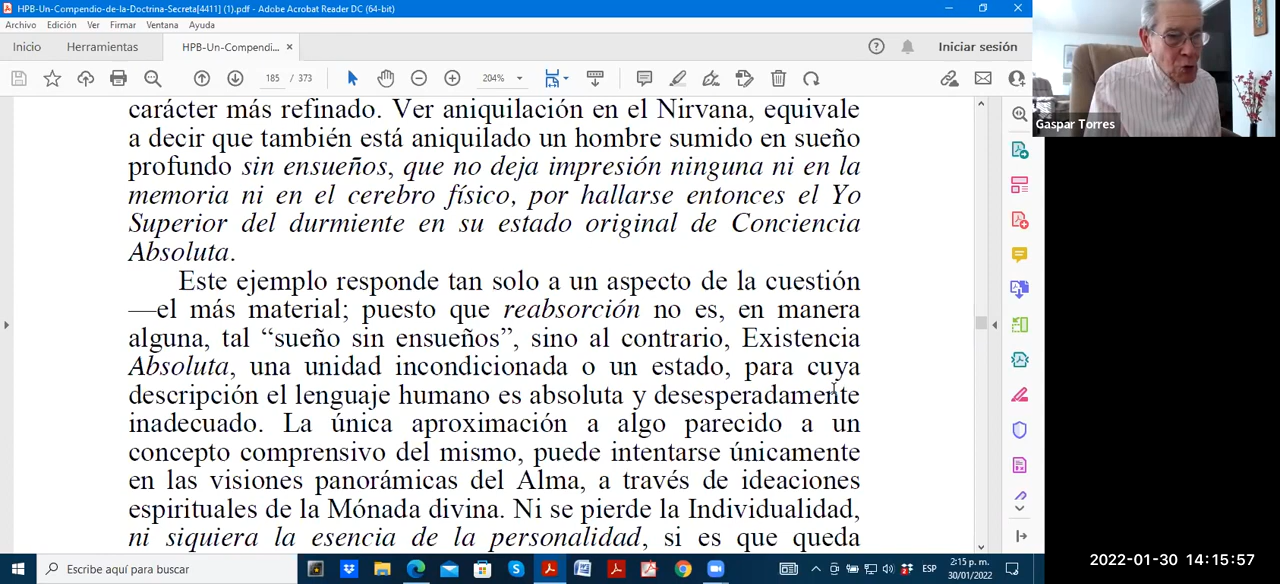 HPB-Un-Compendio-de-la-Doctrina-Secreta[4411] (1).pdf - Adobe Acrobat Reader DC (64-bit)
Archivo Edición Ver Firmar Ventana Ayuda
Inicio Herramientas HPB-Un-Compendi... × Iniciar sesión
185 / 373 204%
carácter más refinado. Ver aniquilación en el Nirvana, equivale
a decir que también está aniquilado un hombre sumido en sueño
profundo sin ensueños, que no deja impresión ninguna ni en la
memoria ni en el cerebro físico, por hallarse entonces el Yo
Superior del durmiente en su estado original de Conciencia
Absoluta.
Este ejemplo responde tan solo a un aspecto de la cuestión
—el más material; puesto que reabsorción no es, en manera
alguna, tal “sueño sin ensueños”, sino al contrario, Existencia
Absoluta, una unidad incondicionada o un estado, para cuya
descripción el lenguaje humano es absoluta y desesperadamente
inadecuado. La única aproximación a algo parecido a un
concepto comprensivo del mismo, puede intentarse únicamente
en las visiones panorámicas del Alma, a través de ideaciones
espirituales de la Mónada divina. Ni se pierde la Individualidad,
ni siquiera la esencia de la personalidad, si es que queda
Gaspar Torres
Escribe aquí para buscar
ESP
2:15 p. m.
30/01/2022
2022-01-30 14:15:57